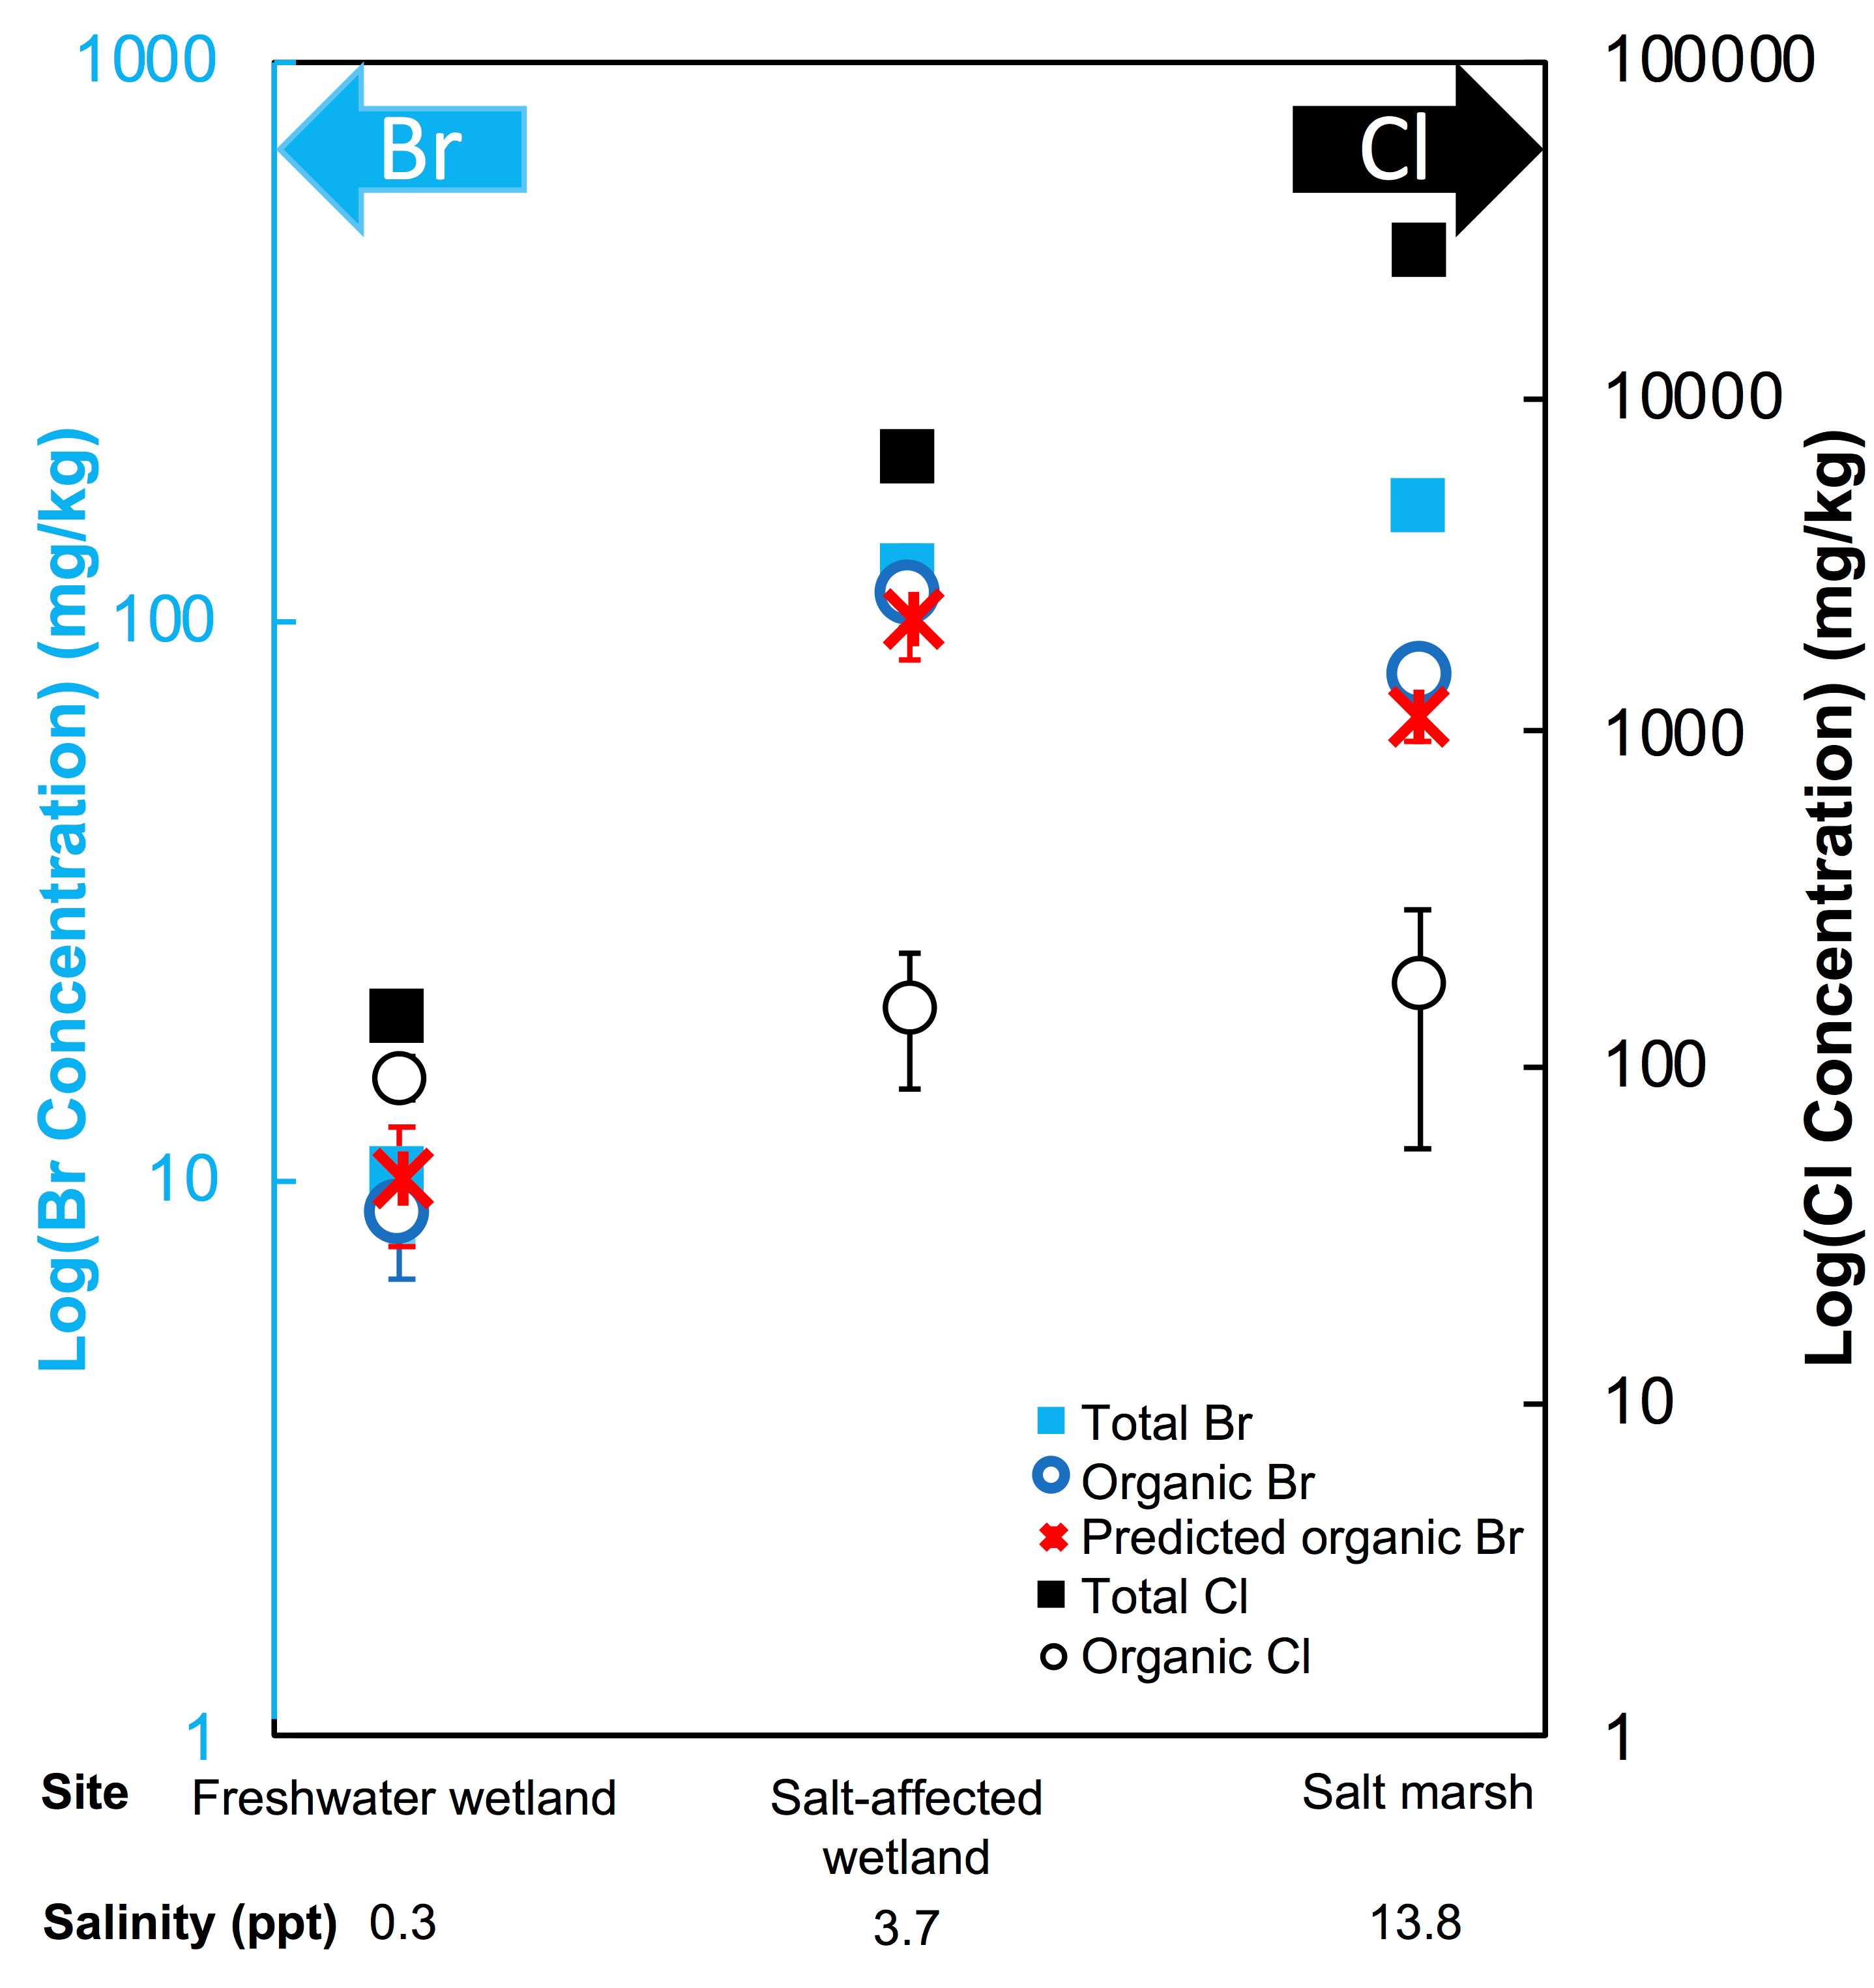 1000
100000
Br
Cl
10000
100
1000
100
10
10
1
1
Log(Br Concentration) (mg/kg)
Log(Cl Concentration) (mg/kg)
Total Br
Organic Br
Predicted organic Br
Total Cl
Organic Cl
Site
Freshwater wetland
Salt-affected
wetland
Salt marsh
Salinity (ppt)
0.3
3.7
13.8